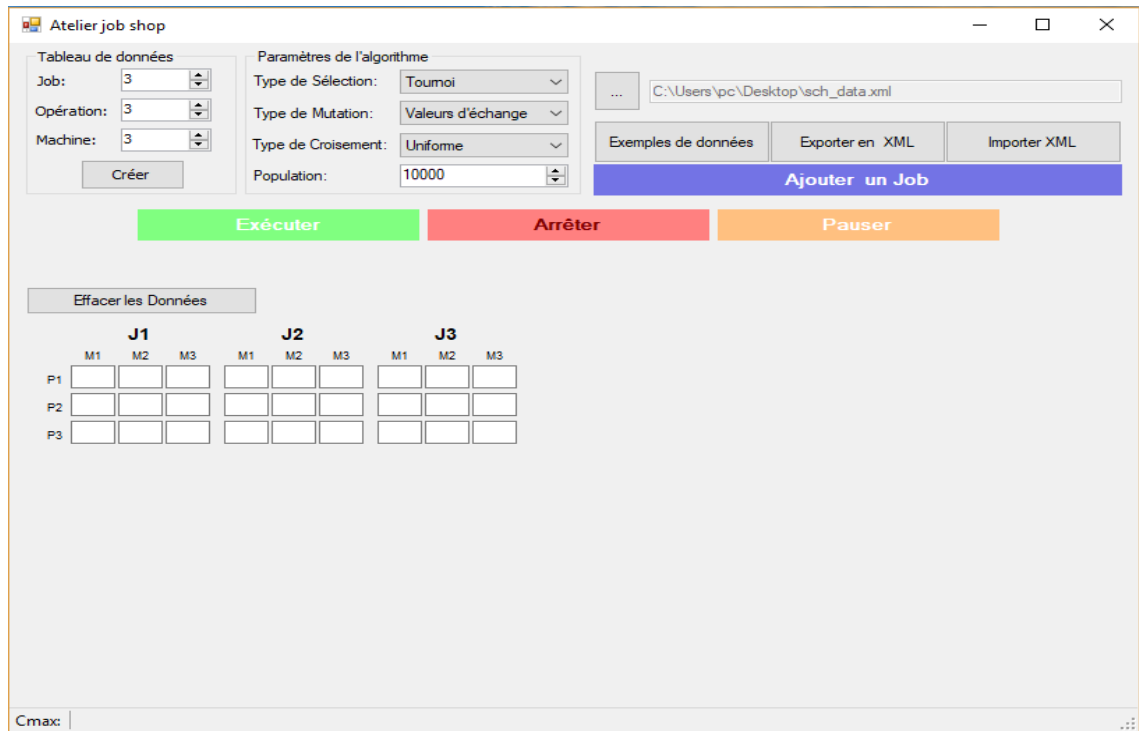 Atelier job shop
Tableau de données
Job: 3
Opération: 3
Machine: 3
Créer
Paramètres de l'algorithme
Type de Sélection: Tournoi
Type de Mutation: Valeurs d'échange
Type de Croisement: Uniforme
Population: 10000
... C:\Users\pc\Desktop\sch_data.xml
Exemples de données Exporter en XML Importer XML
Ajouter un Job
Exécuter Arrêter Pauser
Effacer les Données
J1 J2 J3
M1 M2 M3 M1 M2 M3 M1 M2 M3
P1
P2
P3
Cmax: